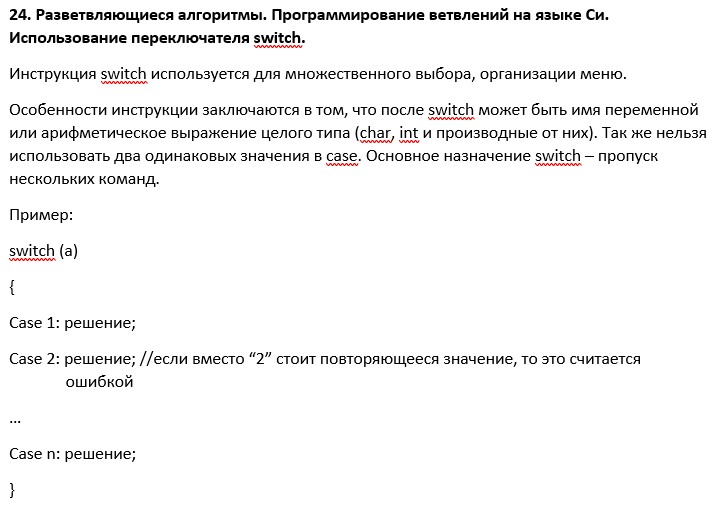 24. Разветвляющиеся алгоритмы. Программирование ветвлений на языке Си.
Использование переключателя switch.
Инструкция switch используется для множественного выбора, организации меню.
Особенности инструкции заключаются в том, что после switch может быть имя переменной
или арифметическое выражение целого типа (char, int и производные от них). Так же нельзя
использовать два одинаковых значения в case. Основное назначение switch – пропуск
нескольких команд.
Пример:
switch (a)
{
Case 1: решение;
Case 2: решение; //если вместо “2” стоит повторяющееся значение, то это считается
ошибкой
...
Case n: решение;
}